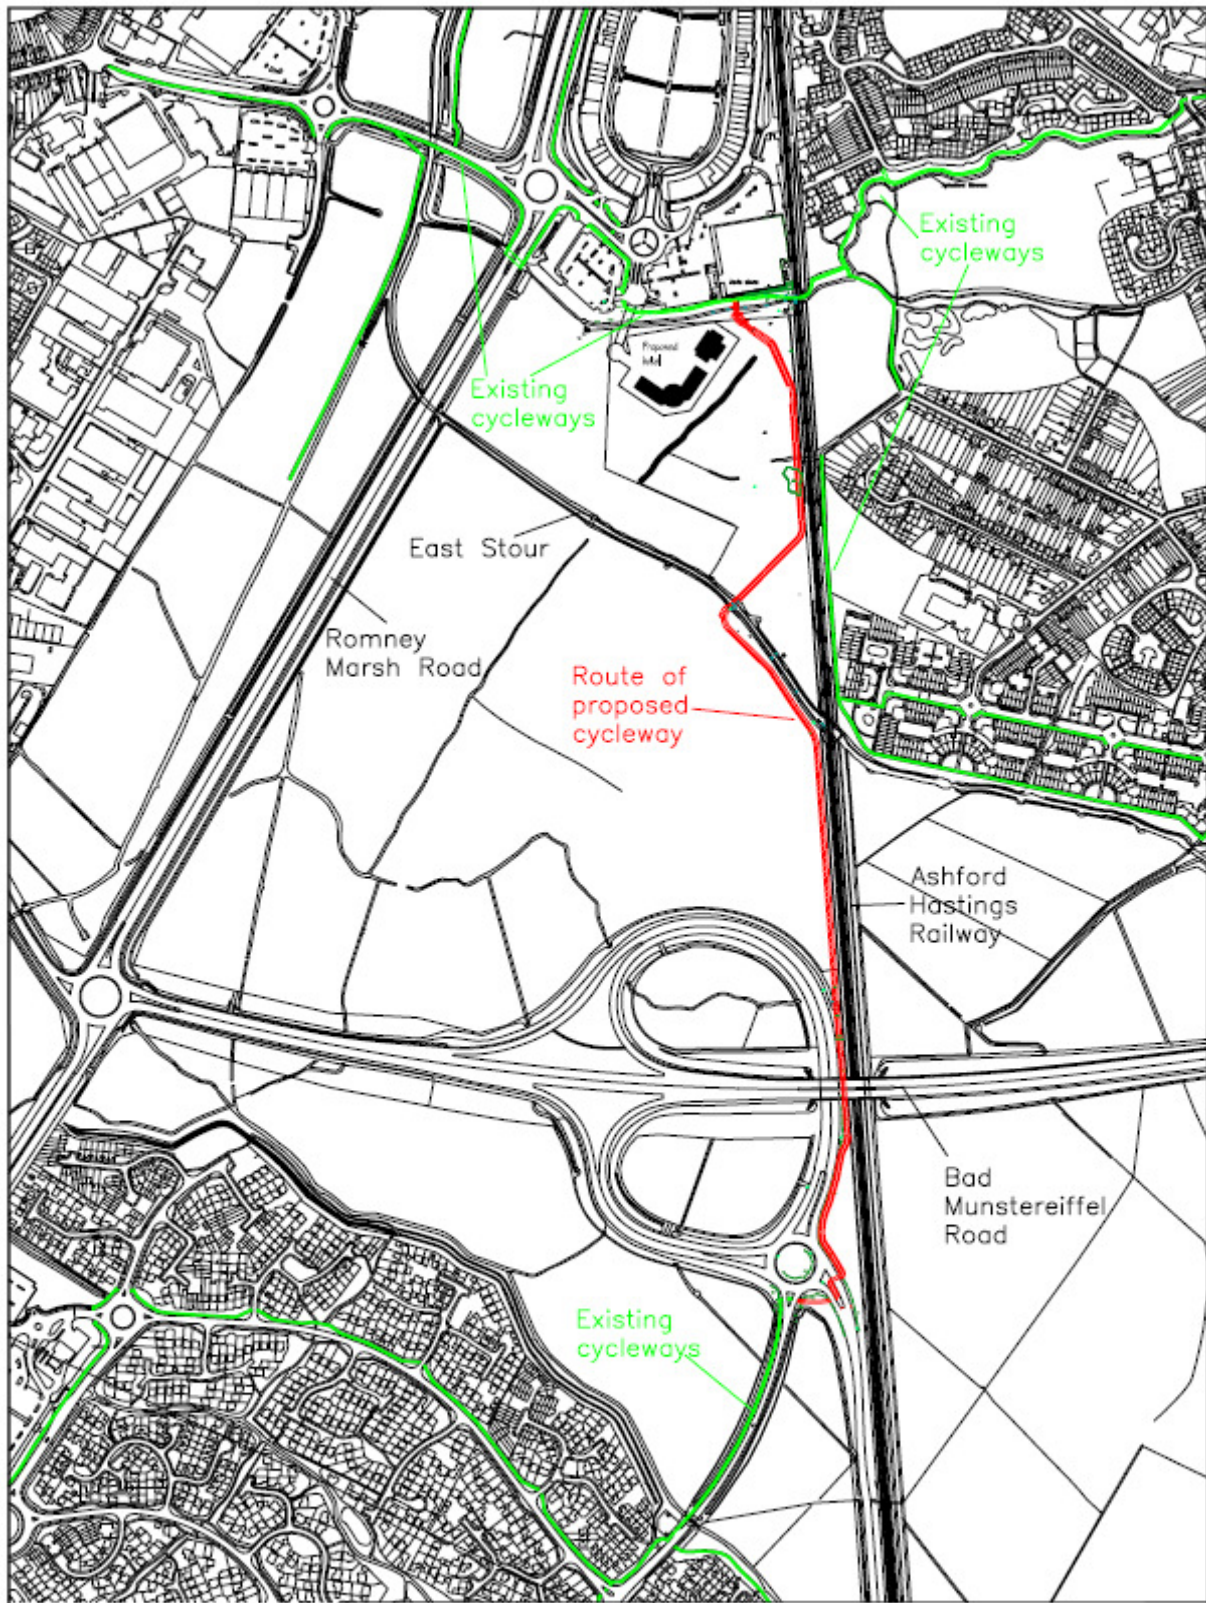 Existing
cycleways
Proposed
Existing
cycleways
East Stour
Romney
Marsh Road
Route of
proposed
cycleway
Ashford
Hastings
Railway
Bad
Munstereiffel
Road
Existing
cycleways